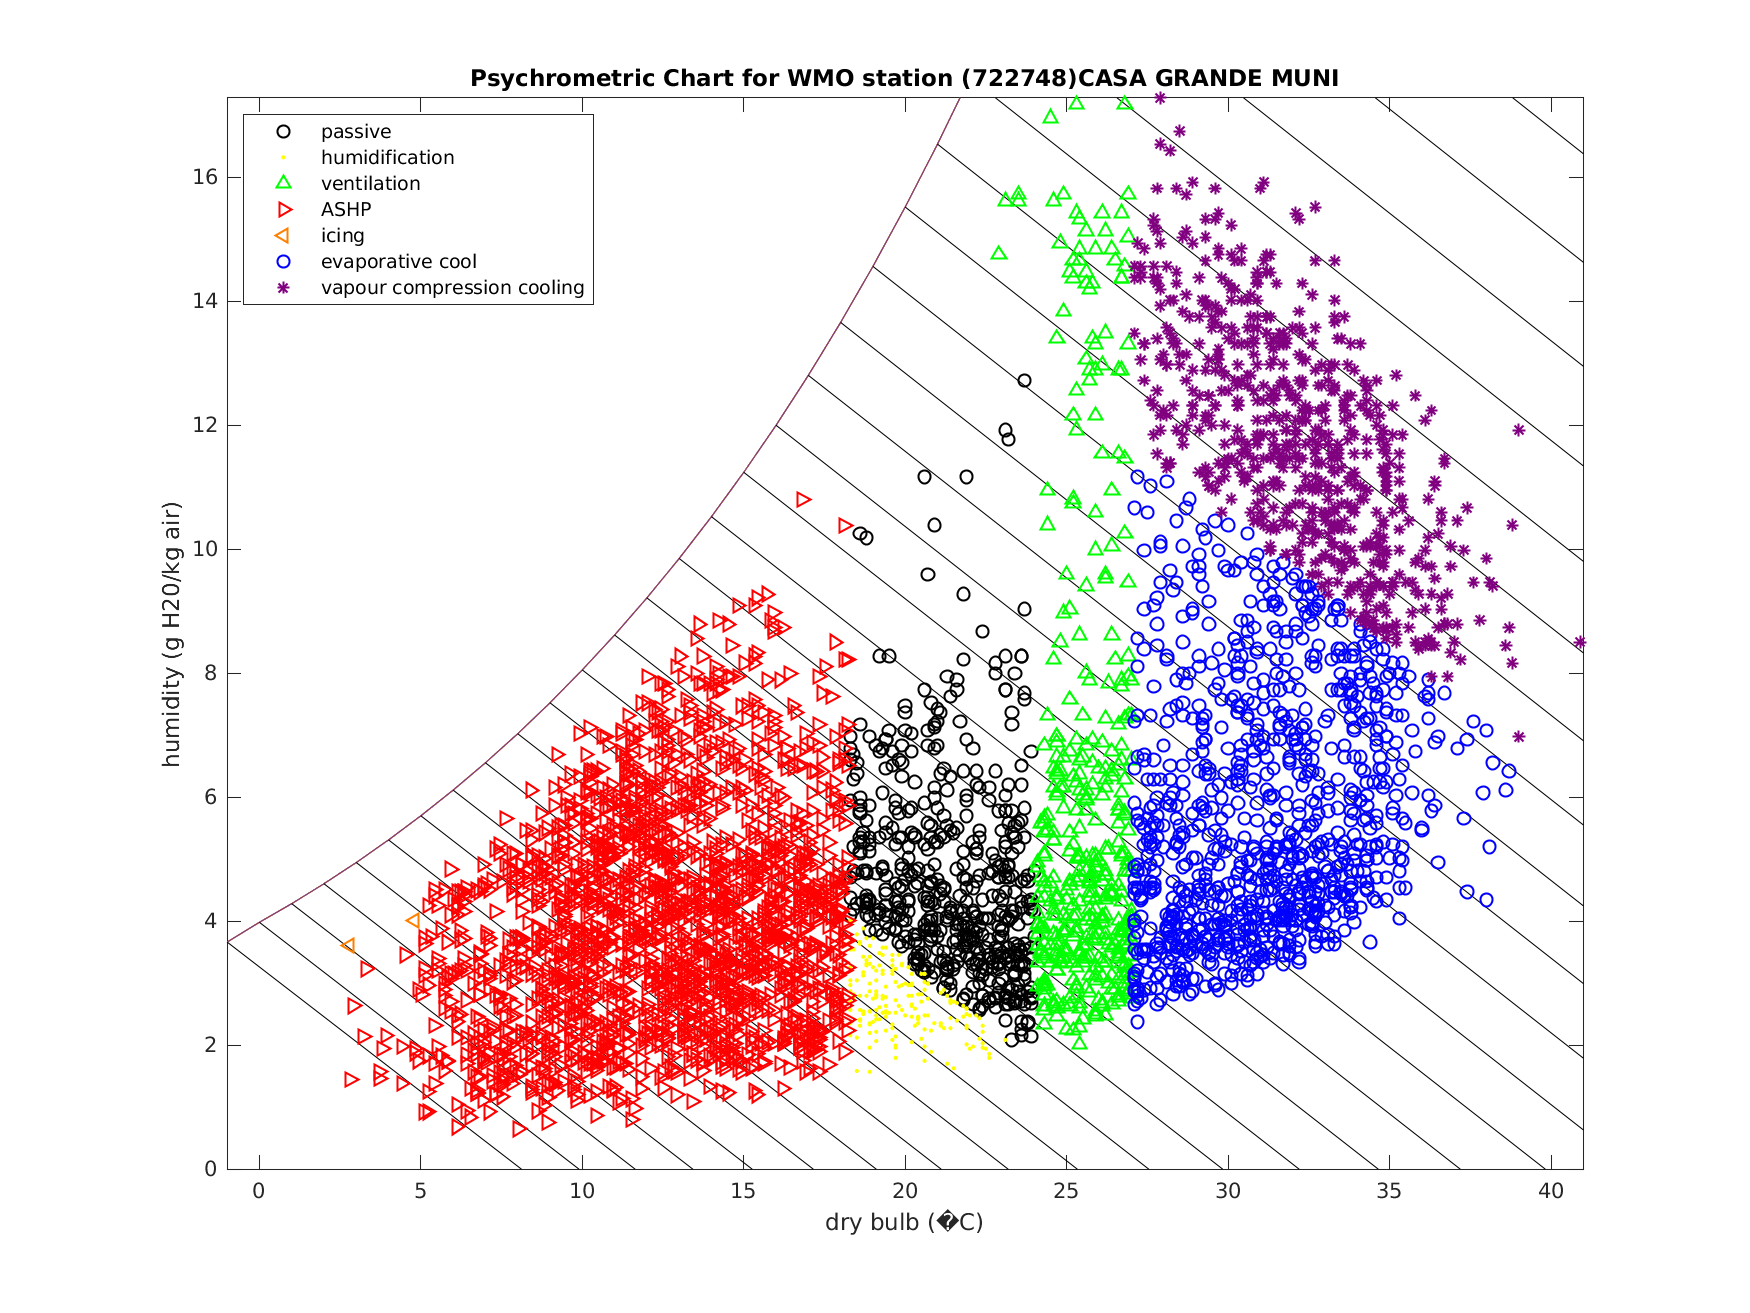 Psychrometric Chart for WMO station (722748)CASA GRANDE MUNI
passive
humidification
ventilation
ASHP
icing
evaporative cool
vapour compression cooling
16
14
12
10
8
6
4
2
0
humidity (g H20/kg air)
0 5 10 15 20 25 30 35 40
dry bulb (�C)